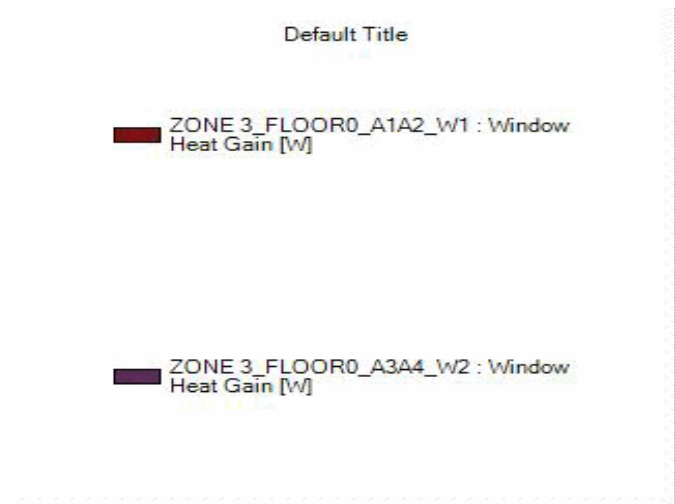 Default Title
ZONE 3_FLOOR0_A1A2_W1 : Window
Heat Gain [W]
ZONE 3_FLOOR0_A3A4_W2 : Window
Heat Gain [W]